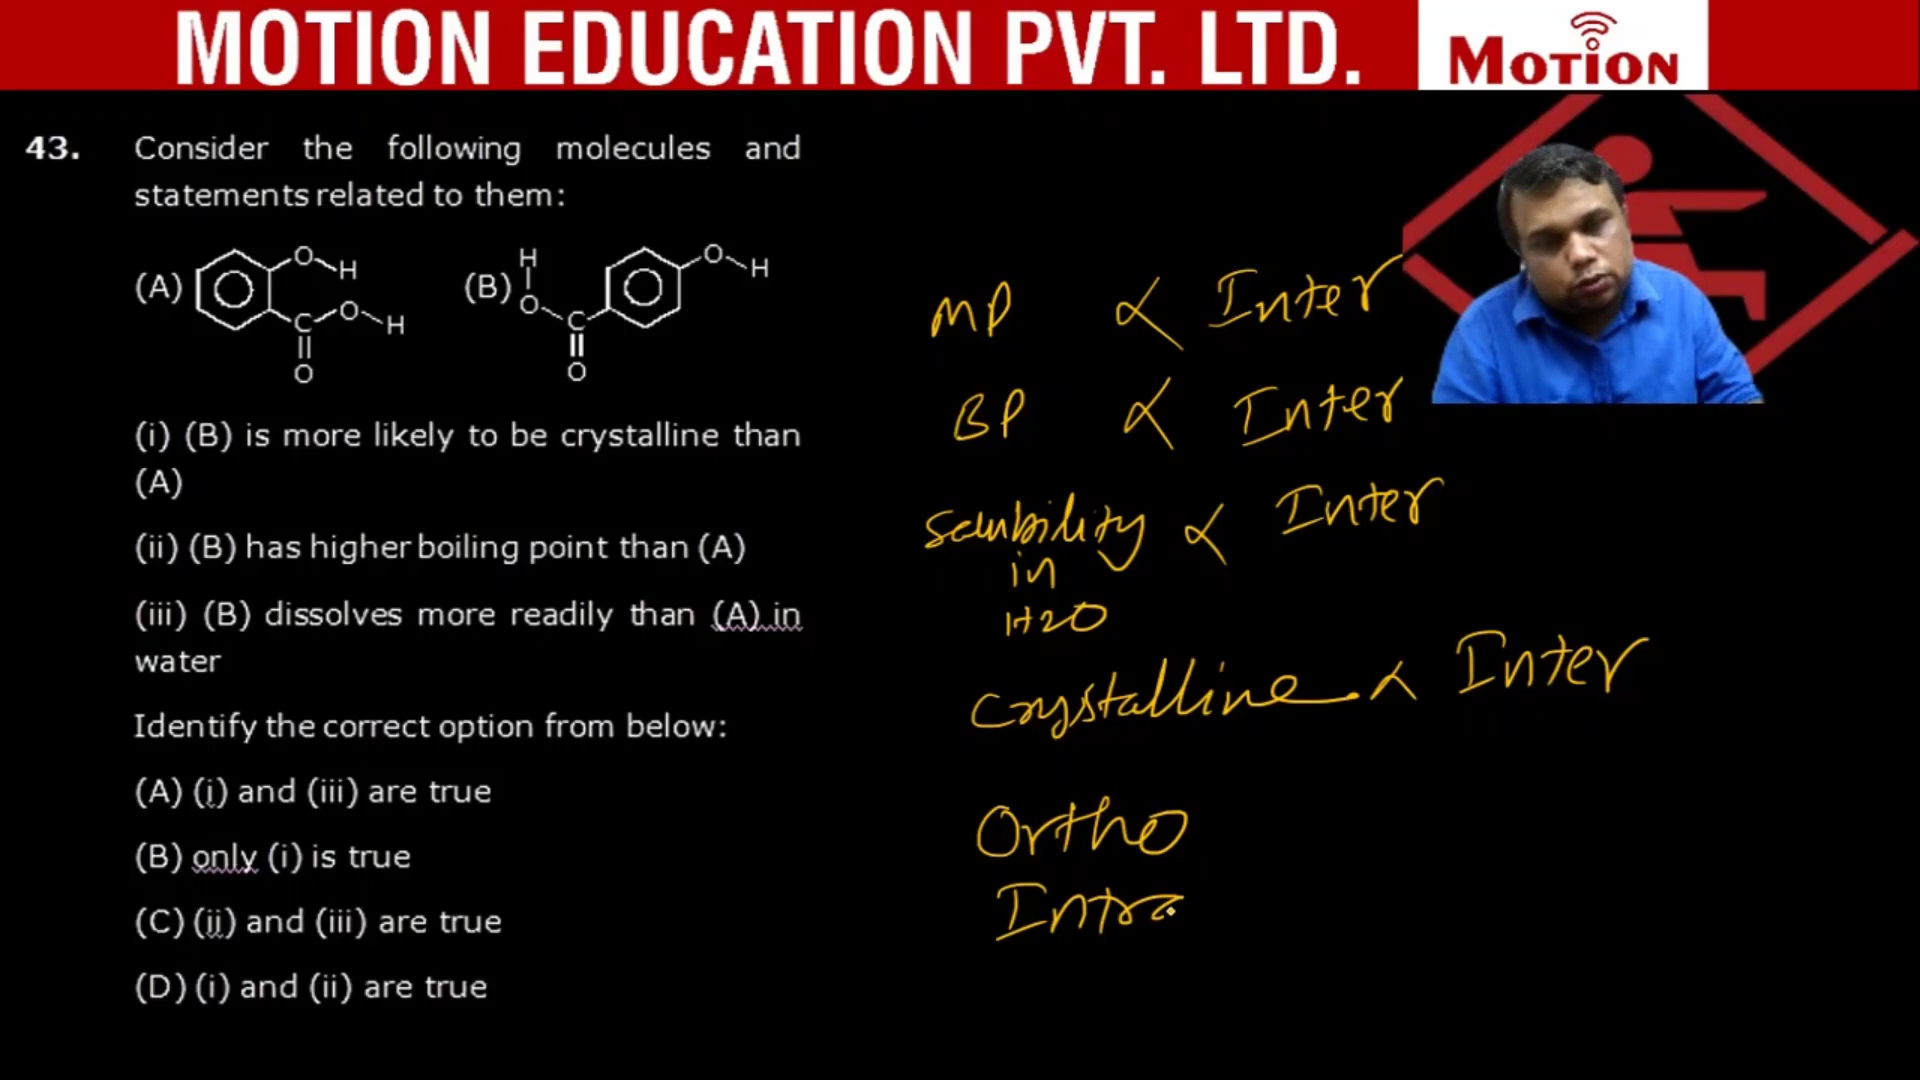 MOTION EDUCATION PVT. LTD.
MOTION
43. Consider the following molecules and
statements related to them:
(A) O H C O H O
(B) H O C O O H
(i) (B) is more likely to be crystalline than
(A)
(ii) (B) has higher boiling point than (A)
(iii) (B) dissolves more readily than (A) in
water
Identify the correct option from below:
(A) (i) and (iii) are true
(B) only (i) is true
(C) (ii) and (iii) are true
(D) (i) and (ii) are true
MP ∝ Inter
BP ∝ Inter
Solubility ∝ Inter
in
H2O
Crystalline ∝ Inter
Ortho
Intra